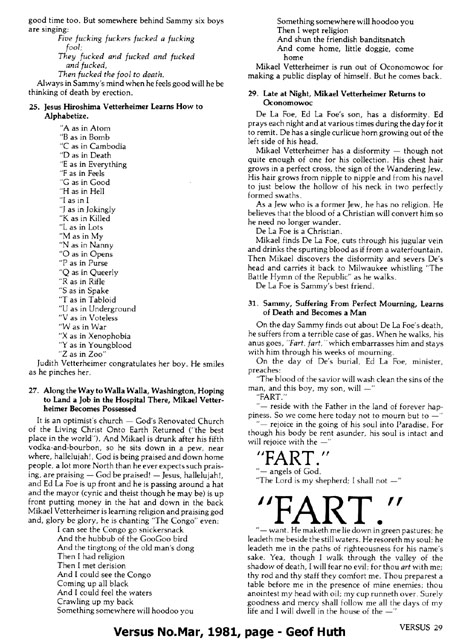 good time too. But somewhere behind Sammy six boys
are singing:
Five fucking fuckers fucked a fucking
fool;
They fucked and fucked and fucked
and fucked,
Then fucked the fool to death.
Always in Sammy's mind when he feels good will he be
thinking of death by erection.
25. Jesus Hiroshima Vetterheimer Learns How to
Alphabetize.
"A as in Atom
"B as in Bomb
"C as in Cambodia
"D as in Death
"E as in Everything
"F as in Feels
"G as in Good
"H as in Hell
"I as in I
"J as in Jokingly
"K as in Killed
"L as in Lots
"M as in My
"N as in Nanny
"O as in Opens
"P as in Purse
"Q as in Queerly
"R as in Rifle
"S as in Spake
"T as in Tabloid
"U as in Underground
"V as in Voteless
"W as in War
"X as in Xenophobia
"Y as in Youngblood
"Z as in Zoo"
Judith Vetterheimer congratulates her boy. He smiles
as he pinches her.
27. Along the Way to Walla Walla, Washington, Hoping
to Land a Job in the Hospital There, Mikael Vetter-
heimer Becomes Possessed
It is an optimist's church — God's Renovated Church
of the Living Christ Onto Earth Returned ("the best
place in the world"). And Mikael is drunk after his fifth
vodka-and-bourbon, so he sits down in a pew, near
where, hallelujah!, God is being praised and down home
people, a lot more North than he ever expects such prais-
ing, are praising — God be praised! — Jesus, hallelujah!,
and Ed La Foe is up front and he is passing around a hat
and the mayor (cynic and theist though he may be) is up
front putting money in the hat and down in the back
Mikael Vetterheimer is learning religion and praising god
and, glory be glory, he is chanting "The Congo" even:
I can see the Congo go snickersnack
And the hubbub of the GooGoo bird
And the tingtong of the old man's dong
Then I had religion
Then I met derision
And I could see the Congo
Coming up all black
And I could feel the waters
Crawling up my back
Something somewhere will hoodoo you
Something somewhere will hoodoo you
Then I wept religion
And shun the friendish banditsnatch
And come home, little doggie, come
home
Mikael Vetterheimer is run out of Oconomowoc for
making a public display of himself. But he comes back.
29. Late at Night, Mikael Vetterheimer Returns to
Oconomowoc
De La Foe, Ed La Foe's son, has a disformity. Ed
prays each night and at various times during the day for it
to remit. De has a single curlicue horn growing out of the
left side of his head.
Mikael Vetterheimer has a disformity — though not
quite enough of one for his collection. His chest hair
grows in a perfect cross, the sign of the Wandering Jew.
His hair grows from nipple to nipple and from his navel
to just below the hollow of his neck in two perfectly
formed swaths.
As a Jew who is a former Jew, he has no religion. He
believes that the blood of a Christian will convert him so
he need no longer wander.
De La Foe is a Christian.
Mikael finds De La Foe, cuts through his jugular vein
and drinks the spurting blood as if from a waterfountain.
Then Mikael discovers the disformity and severs De's
head and carries it back to Milwaukee whistling "The
Battle Hymn of the Republic" as he walks.
De La Foe is Sammy's best friend.
31. Sammy, Suffering From Perfect Mourning, Learns
of Death and Becomes a Man
On the day Sammy finds out about De La Foe's death,
he suffers from a terrible case of gas. When he walks, his
anus goes, "Fart, fart," which embarrasses him and stays
with him through his weeks of mourning.
On the day of De's burial, Ed La Foe, minister,
preaches:
"The blood of the savior will wash clean the sins of the
man, and this boy, my son, will —"
"FART."
"— reside with the Father in the land of forever hap-
piness. So we come here today not to mourn but to —"
"— rejoice in the going of his soul into Paradise. For
though his body be rent asunder, his soul is intact and
will rejoice with the —"
"FART."
"— angels of God.
"The Lord is my shepherd; I shall not —"
"FART."
"— want. He maketh me lie down in green pastures; he
leadeth me beside the still waters. He resoreth my soul; he
leadeth me in the paths of righteousness for his name's
sake. Yea, though I walk through the valley of the
shadow of death, I will fear no evil; for thou art with me;
thy rod and thy staff they comfort me. Thou preparest a
table before me in the presence of mine enemies; thou
anointest my head with oil; my cup runneth over. Surely
goodness and mercy shall follow me all the days of my
life and I will dwell in the house of the —"
VERSUS 29
Versus No.Mar, 1981, page - Geof Huth